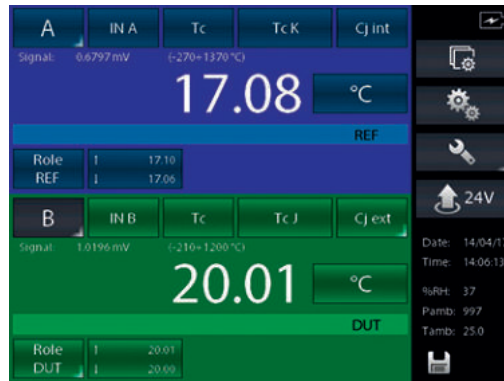 A IN A Tc Tc K Cj int
Signal: 0.6797 mV (-270÷1370 °C)
17.08 °C
REF
Role REF
↑ 17.10
↓ 17.06
B IN B Tc Tc J Cj ext
Signal: 1.0196 mV (-210÷1200 °C)
20.01 °C
DUT
Role DUT
↑ 20.01
↓ 20.00
24V
Date: 14/04/1
Time: 14:06:13
%RH: 37
Pamb: 997
Tamb: 25.0